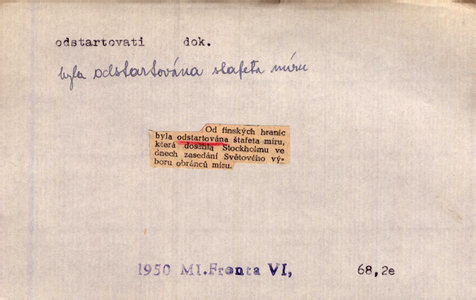 odstartovati dok.
byla odstartována štafeta míru
Od finských hranic
byla odstartována štafeta míru,
která dostihla Stockholmu ve
dnech zasedání Světového vý-
boru obránců míru.
1950 Ml.Fronta VI, 68,2e